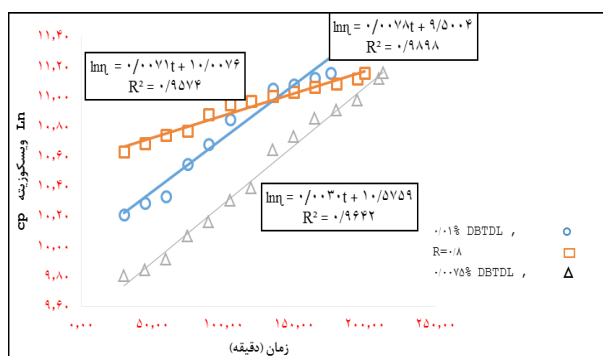 ۱۱,۴۰
۱۱,۲۰
۱۱,۰۰
۱۰,۸۰
۱۰,۶۰
۱۰,۴۰
۱۰,۲۰
۱۰,۰۰
۹,۸۰
۹,۶۰
Ln ویسکوزیته cp
lnη = ۰/۰۰۷۱t + ۱۰/۰۰۷۶
R² = ۰/۹۵۷۴
lnη = ۰/۰۰۷۸t + ۹/۵۰۰۴
R² = ۰/۹۸۹۸
lnη = ۰/۰۰۳۰t + ۱۰/۵۷۵۹
R² = ۰/۹۶۴۲
۰/۰۱% DBTDL ,
R=۰/۸
۰/۰۰۷۵% DBTDL ,
۰,۰۰ ۵۰,۰۰ ۱۰۰,۰۰ ۱۵۰,۰۰ ۲۰۰,۰۰ ۲۵۰,۰۰
زمان (دقیقه)